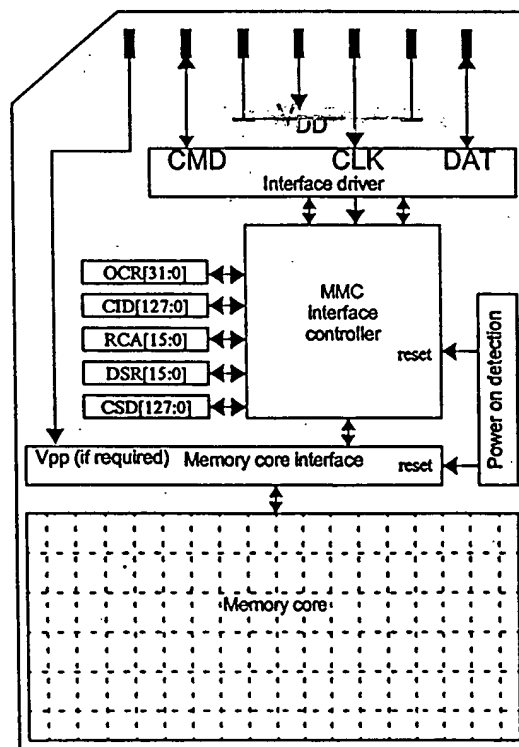 VDD
CMD CLK DAT
Interface driver
OCR[31:0]
CID[127:0]
RCA[15:0]
DSR[15:0]
CSD[127:0]
MMC
Interface
controller
reset
Power on detection
Vpp (if required) Memory core interface reset
Memory core